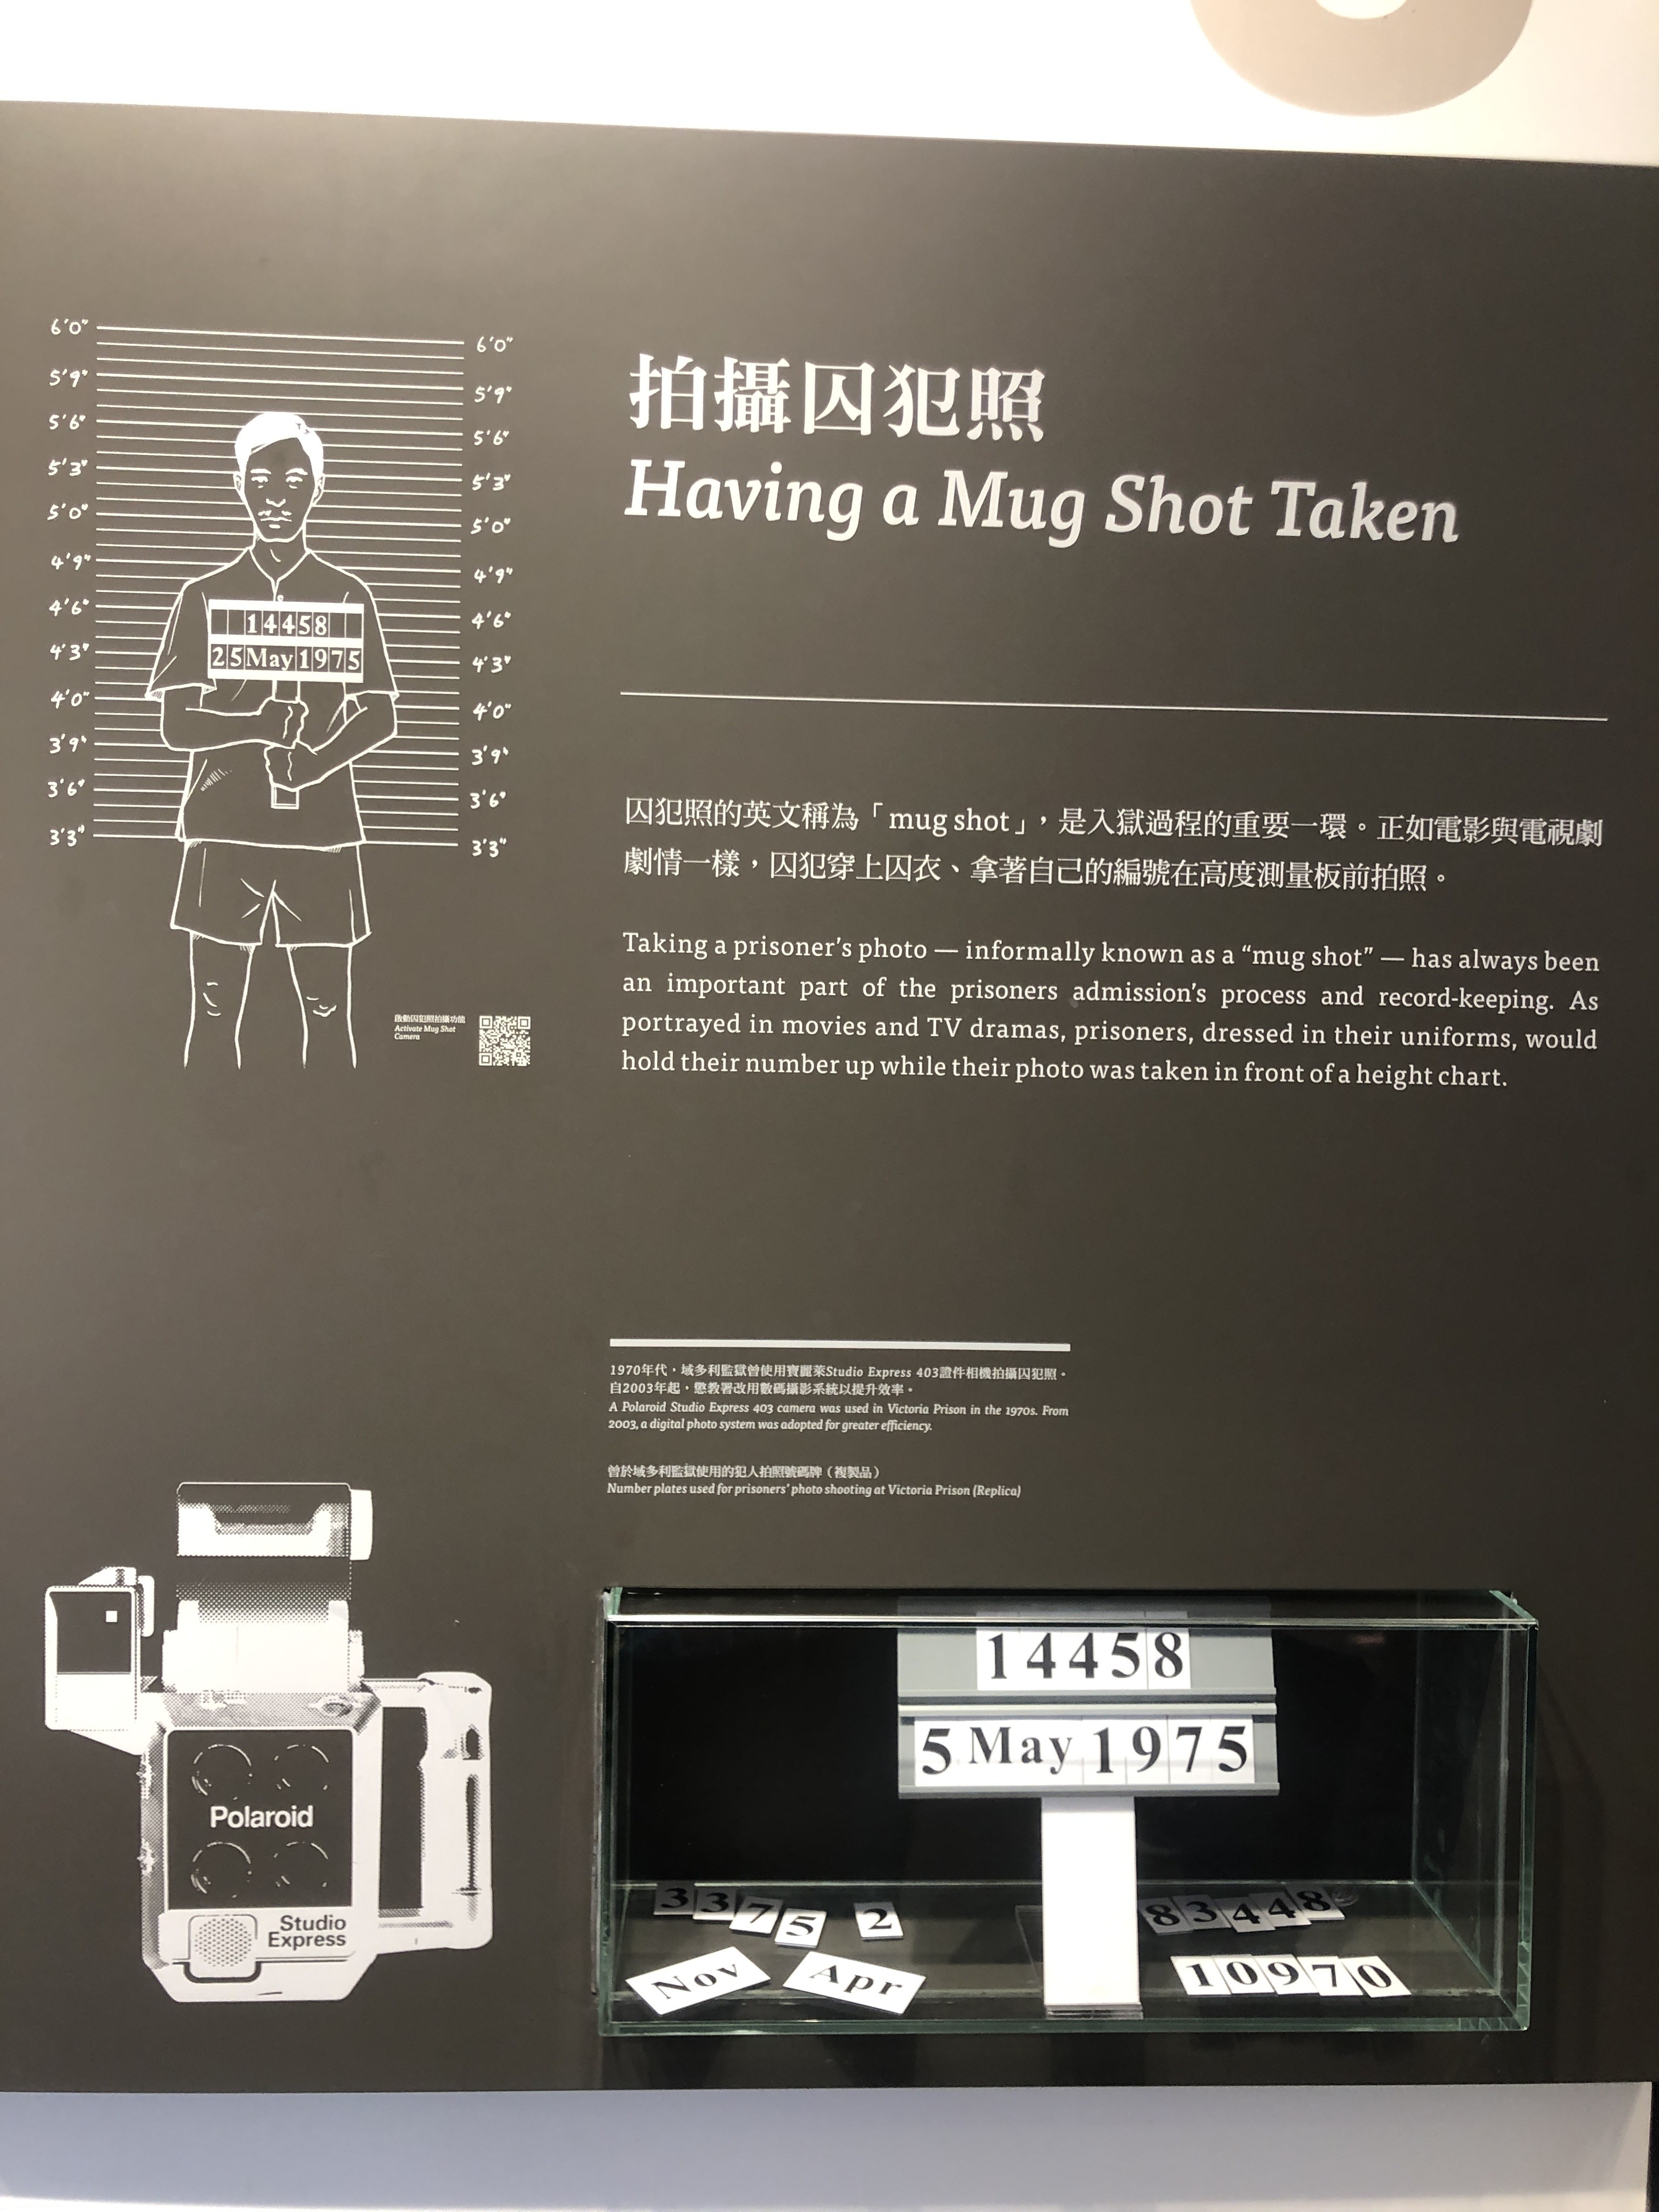 拍攝囚犯照
Having a Mug Shot Taken
6'0" 6'0"
5'9" 5'9"
5'6" 5'6"
5'3" 5'3"
5'0" 5'0"
4'9" 4'9"
4'6" 4'6"
4'3" 4'3"
4'0" 4'0"
3'9" 3'9"
3'6" 3'6"
3'3" 3'3"
14458
25May1975
啟動囚犯照拍攝功能
Activate Mug Shot
Camera
囚犯照的英文稱為「mug shot」，是入獄過程的重要一環。正如電影與電視劇
劇情一樣，囚犯穿上囚衣、拿著自己的編號在高度測量板前拍照。
Taking a prisoner’s photo — informally known as a “mug shot” — has always been
an important part of the prisoners admission’s process and record-keeping. As
portrayed in movies and TV dramas, prisoners, dressed in their uniforms, would
hold their number up while their photo was taken in front of a height chart.
1970年代，域多利監獄曾使用寶麗萊Studio Express 403證件相機拍攝囚犯照。
自2003年起，懲教署改用數碼攝影系統以提升效率。
A Polaroid Studio Express 403 camera was used in Victoria Prison in the 1970s. From
2003, a digital photo system was adopted for greater efficiency.
曾於域多利監獄使用的犯人拍照號碼牌（複製品）
Number plates used for prisoners’ photo shooting at Victoria Prison (Replica)
Polaroid
Studio
Express
14458
5 May 1975
3375 2
83448
Nov Apr
10970